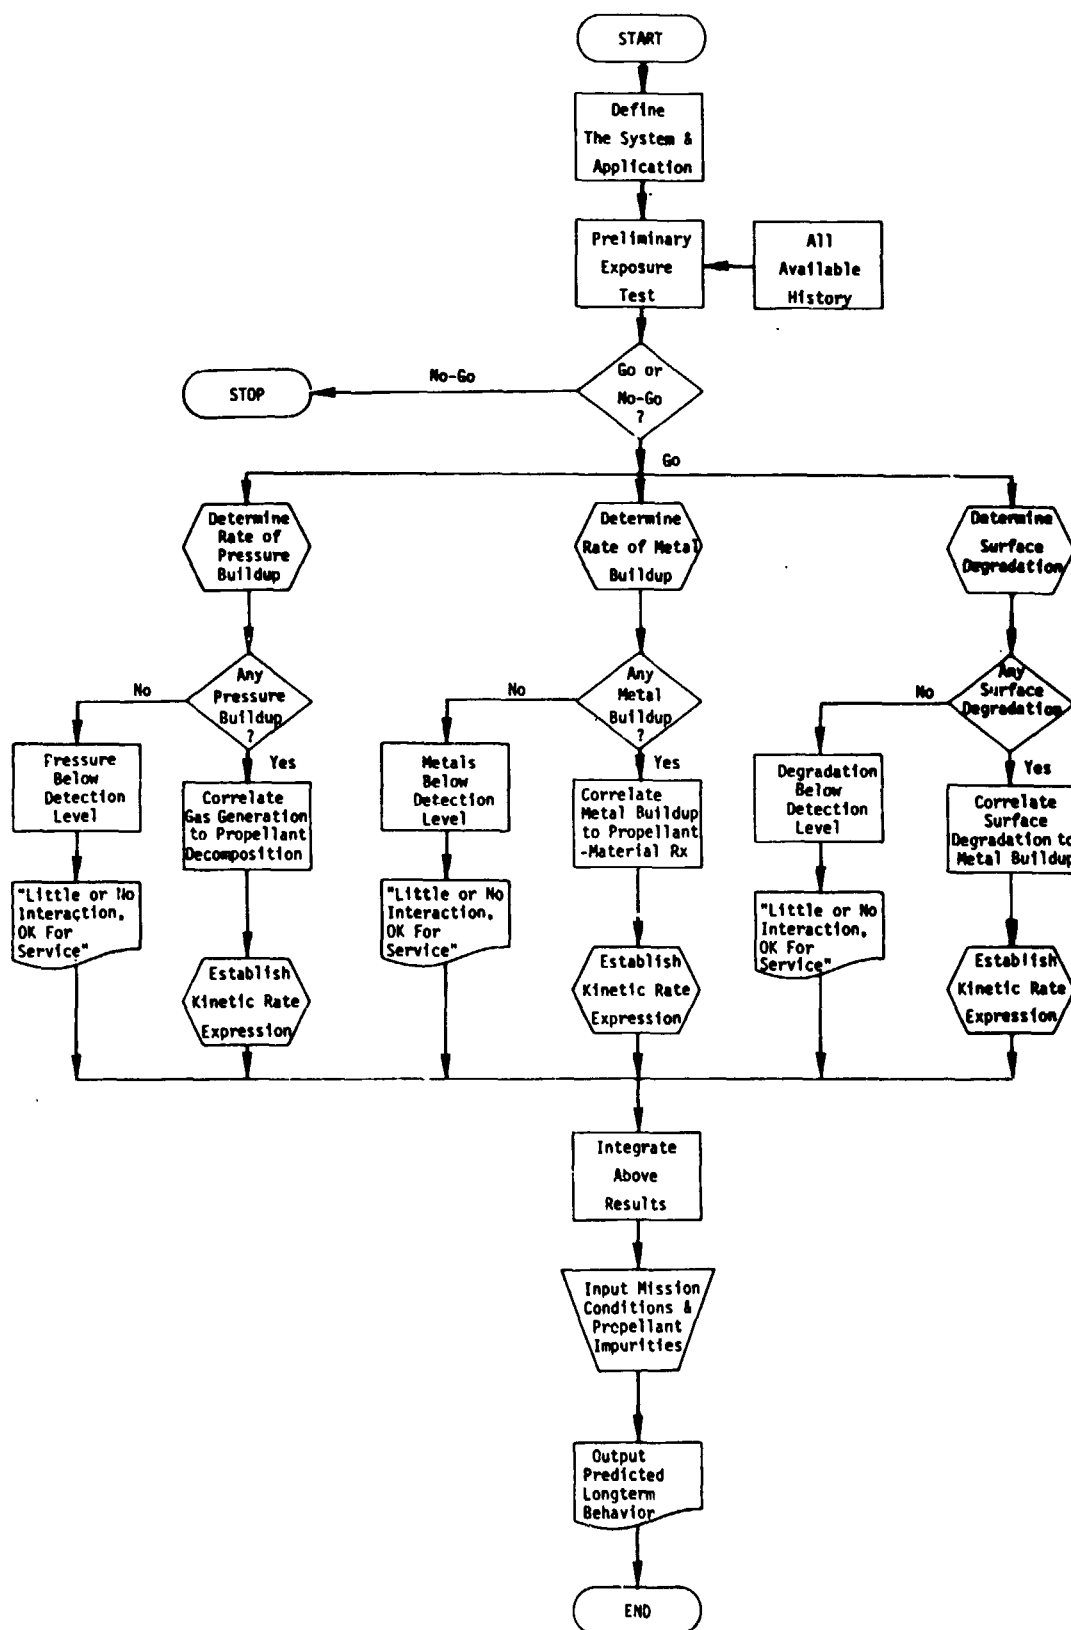 START
Define
The System &
Application
Preliminary
Exposure
Test
All
Available
History
Go or
No-Go
?
No-Go
STOP
Go
Determine
Rate of
Pressure
Buildup
Determine
Rate of Metal
Buildup
Determine
Surface
Degradation
Any
Pressure
Buildup
?
No
Yes
Any
Metal
Buildup
?
No
Yes
Any
Surface
Degradation
No
Yes
Pressure
Below
Detection
Level
Correlate
Gas Generation
to Propellant
Decomposition
Metals
Below
Detection
Level
Correlate
Metal Buildup
to Propellant
-Material Rx
Degradation
Below
Detection
Level
Correlate
Surface
Degradation to
Metal Buildup
"Little or No
Interaction,
OK For
Service"
Establish
Kinetic Rate
Expression
"Little or No
Interaction,
OK For
Service"
Establish
Kinetic Rate
Expression
"Little or No
Interaction,
OK For
Service"
Establish
Kinetic Rate
Expression
Integrate
Above
Results
Input Mission
Conditions &
Propellant
Impurities
Output
Predicted
Longterm
Behavior
END